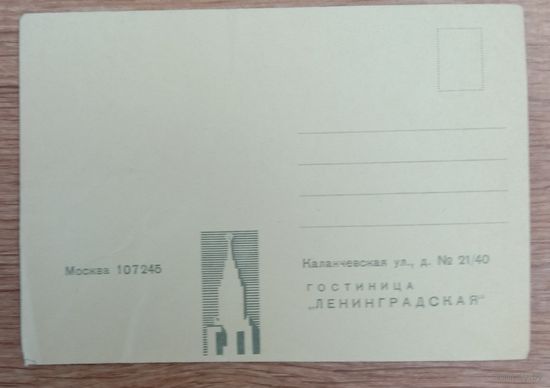 Москва 107245
Каланчевская ул., д. № 21/40
ГОСТИНИЦА
„ЛЕНИНГРАДСКАЯ“